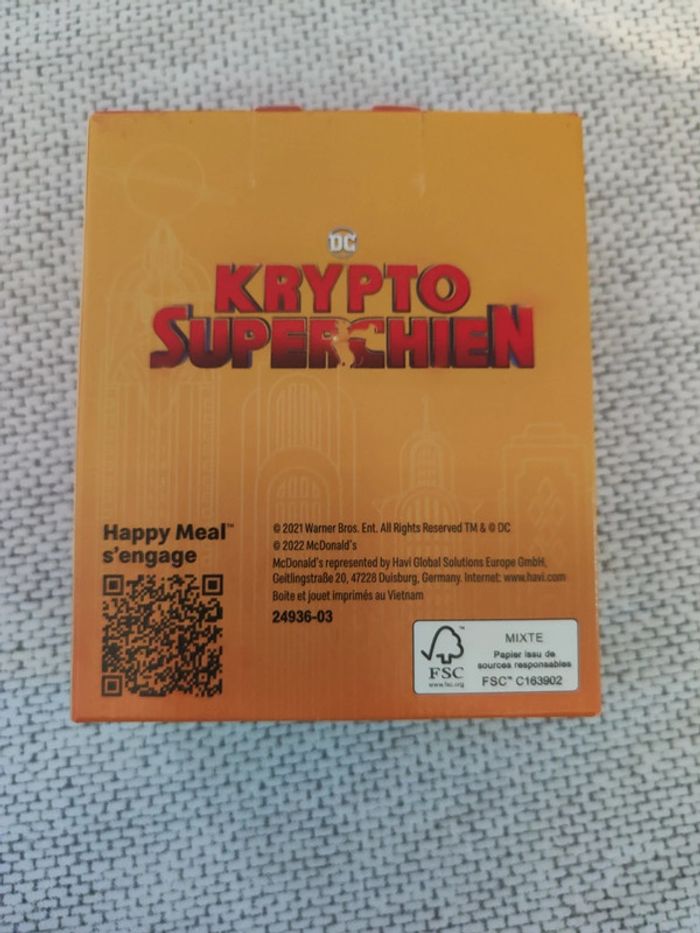 DC
KRYPTO
SUPERCHIEN
Happy Meal™
s'engage
© 2021 Warner Bros. Ent. All Rights Reserved TM & © DC
© 2022 McDonald's
McDonald's represented by Havi Global Solutions Europe GmbH,
Geitlingstraße 20, 47228 Duisburg, Germany. Internet: www.havi.com
Boite et jouet imprimés au Vietnam
24936-03
FSC
www.fsc.org
MIXTE
Papier issu de
sources responsables
FSC™ C163902